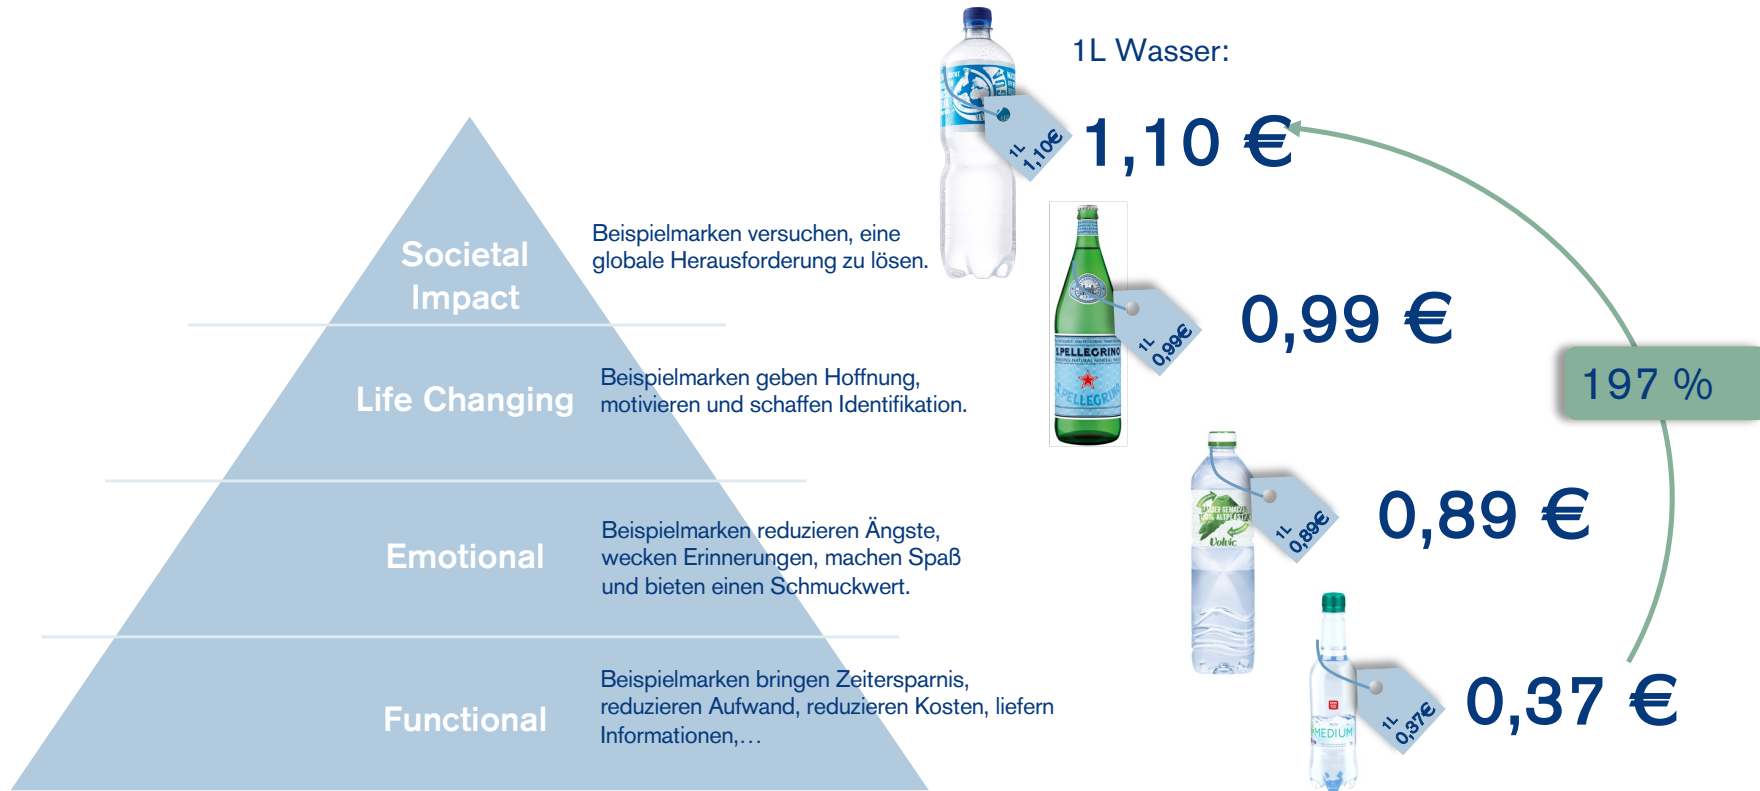 1L Wasser:
1L
1,10€
1,10 €
Societal
Impact
Beispielmarken versuchen, eine
globale Herausforderung zu lösen.
S.PELLEGRINO
S.PELLEGRINO
1L
0,99€
0,99 €
Life Changing
Beispielmarken geben Hoffnung,
motivieren und schaffen Identifikation.
197 %
Emotional
Beispielmarken reduzieren Ängste,
wecken Erinnerungen, machen Spaß
und bieten einen Schmuckwert.
Volvic
1L
0,89€
0,89 €
Functional
Beispielmarken bringen Zeitersparnis,
reduzieren Aufwand, reduzieren Kosten, liefern
Informationen,…
MEDIUM
1L
0,37€
0,37 €